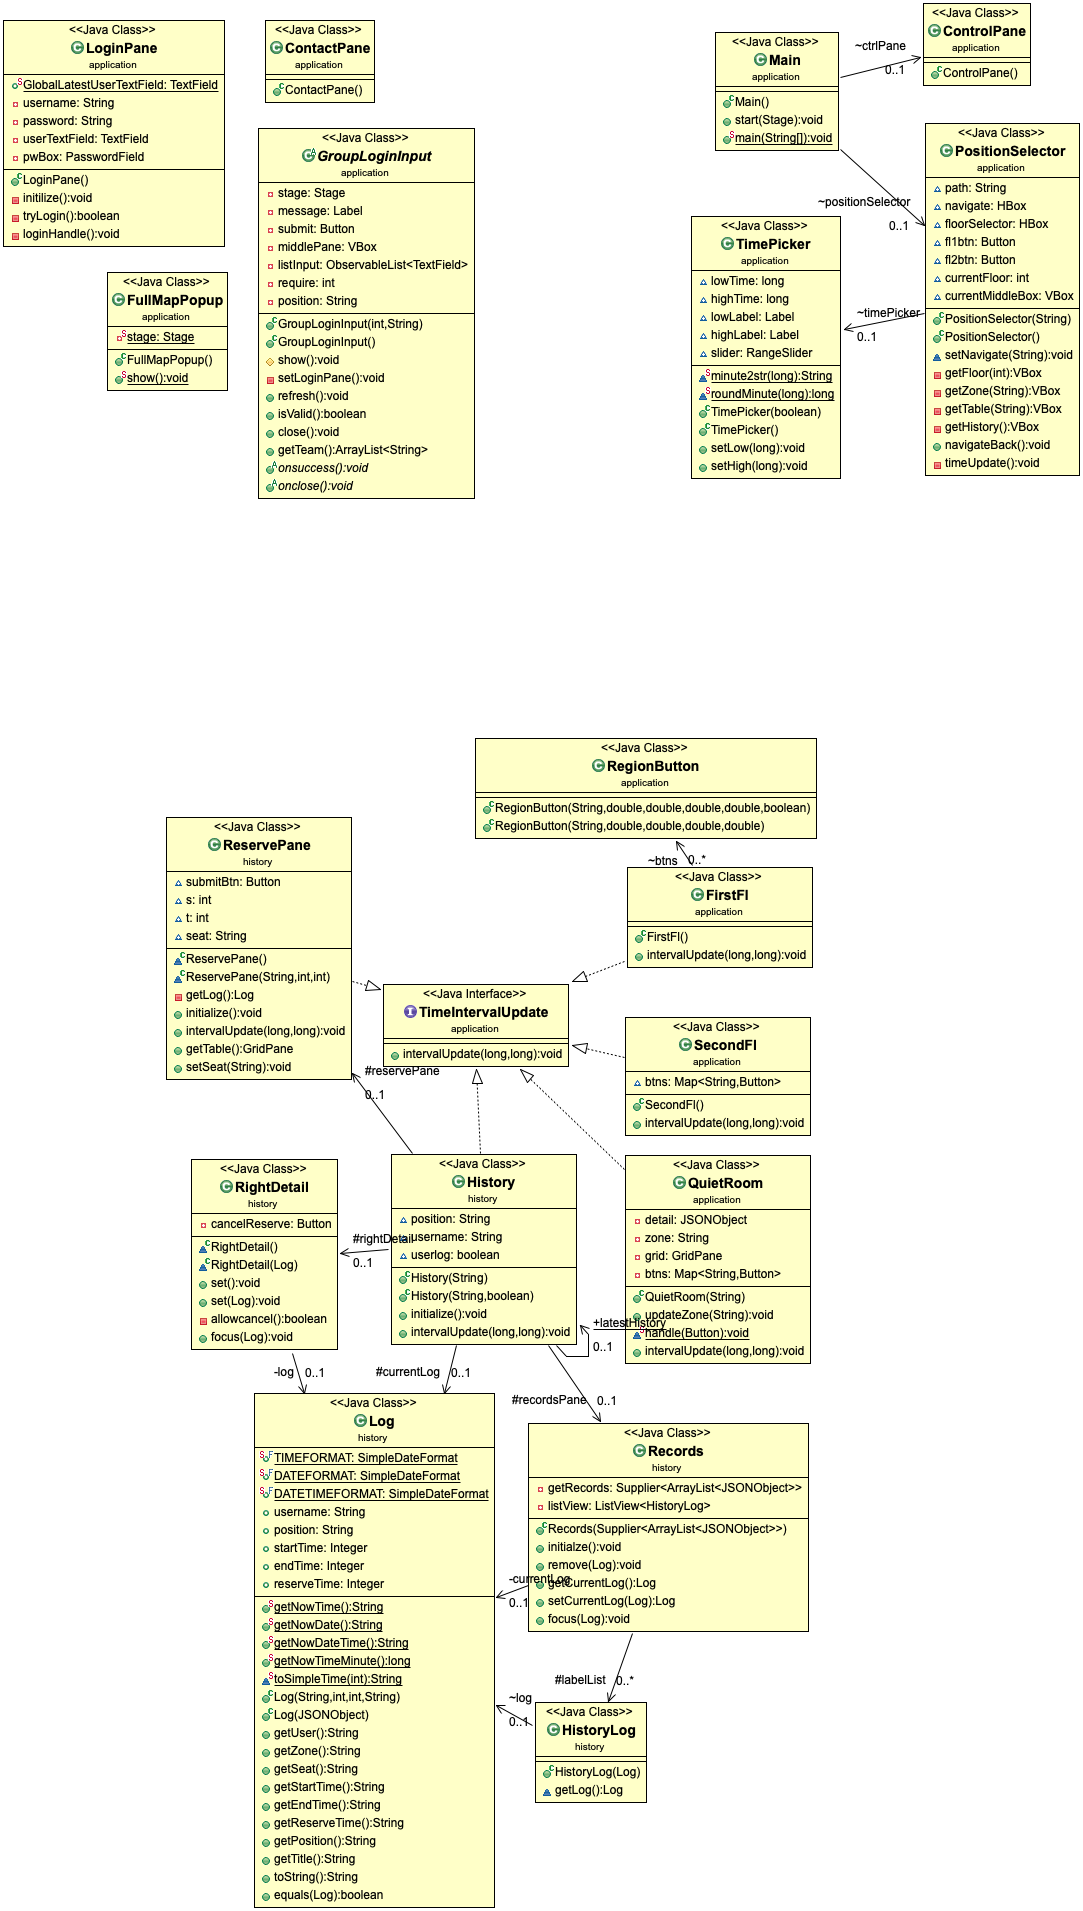 <<Java Class>>
LoginPane
application
GlobalLatestUserTextField: TextField
username: String
password: String
userTextField: TextField
pwBox: PasswordField
LoginPane()
initilize():void
tryLogin():boolean
loginHandle():void
<<Java Class>>
ContactPane
application
ContactPane()
<<Java Class>>
GroupLoginInput
application
stage: Stage
message: Label
submit: Button
middlePane: VBox
listInput: ObservableList<TextField>
require: int
position: String
GroupLoginInput(int,String)
GroupLoginInput()
show():void
setLoginPane():void
refresh():void
isValid():boolean
close():void
getTeam():ArrayList<String>
onsuccess():void
onclose():void
<<Java Class>>
FullMapPopup
application
stage: Stage
FullMapPopup()
show():void
<<Java Class>>
Main
application
Main()
start(Stage):void
main(String[]):void
~ctrlPane
0..1
<<Java Class>>
ControlPane
application
ControlPane()
~positionSelector
0..1
<<Java Class>>
PositionSelector
application
path: String
navigate: HBox
floorSelector: HBox
fl1btn: Button
fl2btn: Button
currentFloor: int
currentMiddleBox: VBox
PositionSelector(String)
PositionSelector()
setNavigate(String):void
getFloor(int):VBox
getZone(String):VBox
getTable(String):VBox
getHistory():VBox
navigateBack():void
timeUpdate():void
~timePicker
0..1
<<Java Class>>
TimePicker
application
lowTime: long
highTime: long
lowLabel: Label
highLabel: Label
slider: RangeSlider
minute2str(long):String
roundMinute(long):long
TimePicker(boolean)
TimePicker()
setLow(long):void
setHigh(long):void
<<Java Class>>
RegionButton
application
RegionButton(String,double,double,double,double,boolean)
RegionButton(String,double,double,double,double)
~btns
0..*
<<Java Class>>
FirstFl
application
FirstFl()
intervalUpdate(long,long):void
<<Java Class>>
ReservePane
history
submitBtn: Button
s: int
t: int
seat: String
ReservePane()
ReservePane(String,int,int)
getLog():Log
initialize():void
intervalUpdate(long,long):void
getTable():GridPane
setSeat(String):void
<<Java Interface>>
TimeIntervalUpdate
application
intervalUpdate(long,long):void
<<Java Class>>
SecondFl
application
btns: Map<String,Button>
SecondFl()
intervalUpdate(long,long):void
#reservePane
0..1
<<Java Class>>
RightDetail
history
cancelReserve: Button
RightDetail()
RightDetail(Log)
set():void
set(Log):void
allowcancel():boolean
focus(Log):void
#rightDetail
0..1
<<Java Class>>
History
history
position: String
username: String
userlog: boolean
History(String)
History(String,boolean)
initialize():void
intervalUpdate(long,long):void
<<Java Class>>
QuietRoom
application
detail: JSONObject
zone: String
grid: GridPane
btns: Map<String,Button>
QuietRoom(String)
updateZone(String):void
handle(Button):void
intervalUpdate(long,long):void
+latestHistory
0..1
-log
0..1
#currentLog
0..1
#recordsPane
0..1
<<Java Class>>
Log
history
TIMEFORMAT: SimpleDateFormat
DATEFORMAT: SimpleDateFormat
DATETIMEFORMAT: SimpleDateFormat
username: String
position: String
startTime: Integer
endTime: Integer
reserveTime: Integer
getNowTime():String
getNowDate():String
getNowDateTime():String
getNowTimeMinute():long
toSimpleTime(int):String
Log(String,int,int,String)
Log(JSONObject)
getUser():String
getZone():String
getSeat():String
getStartTime():String
getEndTime():String
getReserveTime():String
getPosition():String
getTitle():String
toString():String
equals(Log):boolean
<<Java Class>>
Records
history
getRecords: Supplier<ArrayList<JSONObject>>
listView: ListView<HistoryLog>
Records(Supplier<ArrayList<JSONObject>>)
initialze():void
remove(Log):void
getCurrentLog():Log
setCurrentLog(Log):Log
focus(Log):void
-currentLog
0..1
#labelList
0..*
~log
0..1
<<Java Class>>
HistoryLog
history
HistoryLog(Log)
getLog():Log